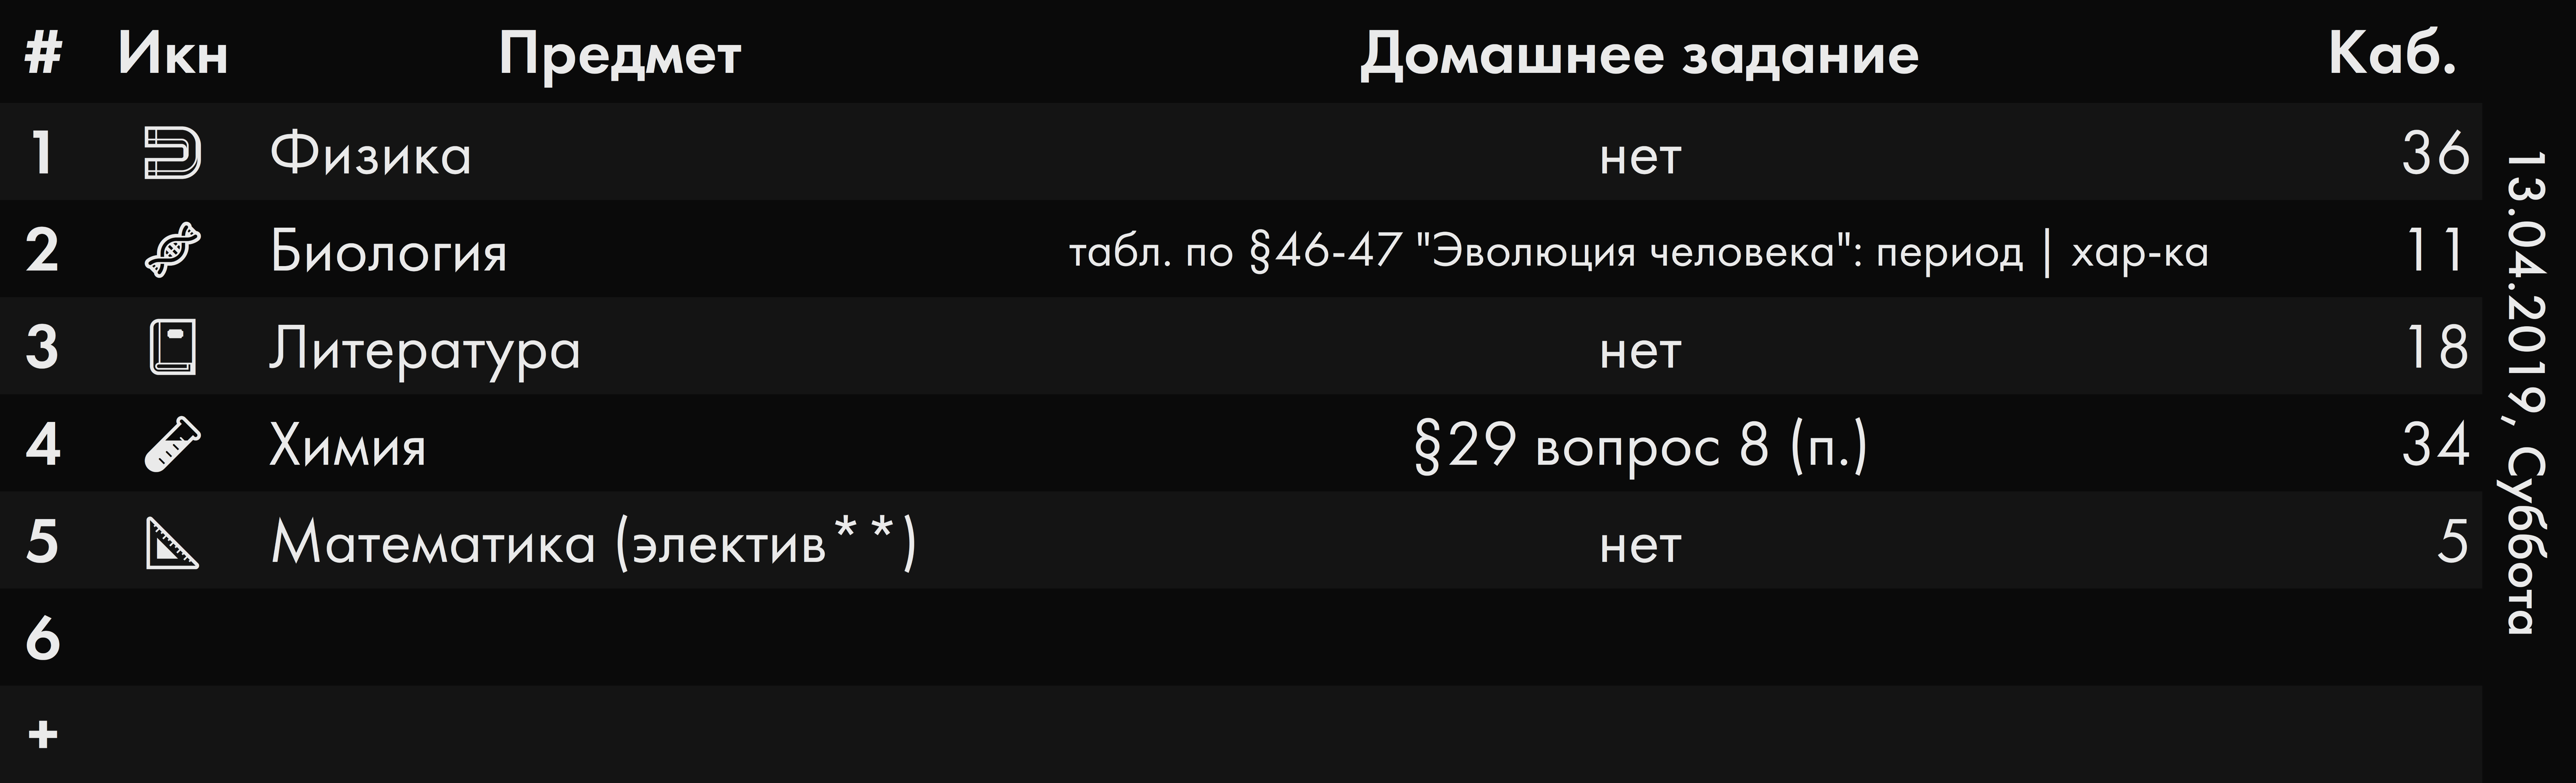 # Икн Предмет Домашнее задание Каб.
1 Физика нет 36
2 Биология табл. по §46-47 "Эволюция человека": период | хар-ка 11
3 Литература нет 18
4 Химия §29 вопрос 8 (п.) 34
5 Математика (электив**) нет 5
6
+
13.04.2019, Суббота